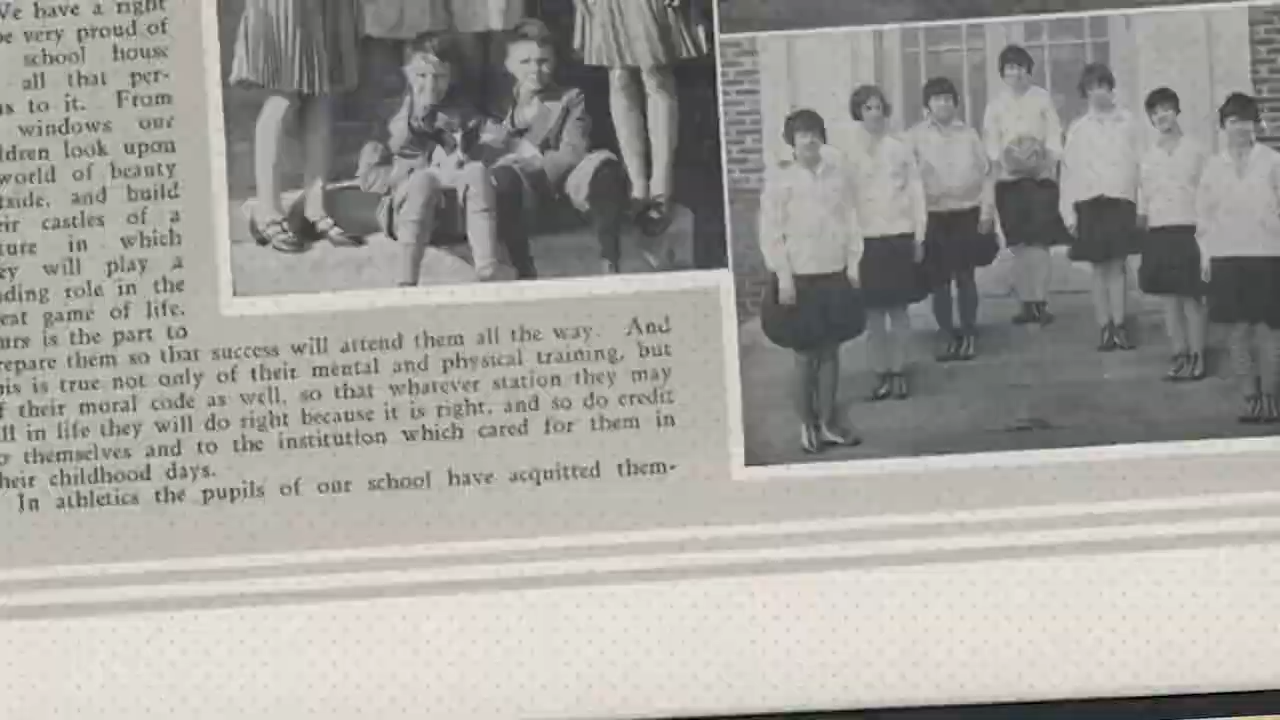 We have a right
be very proud of
school house
all that per-
ns to it. From
windows our
ldren look upon
world of beauty
tside, and build
eir castles of a
ture in which
ey will play a
ading role in the
eat game of life.
urs is the part to
repare them so that success will attend them all the way. And
his is true not only of their mental and physical training, but
f their moral code as well, so that whatever station they may
ll in life they will do right because it is right, and so do credit
o themselves and to the institution which cared for them in
heir childhood days.
In athletics the pupils of our school have acquitted them-